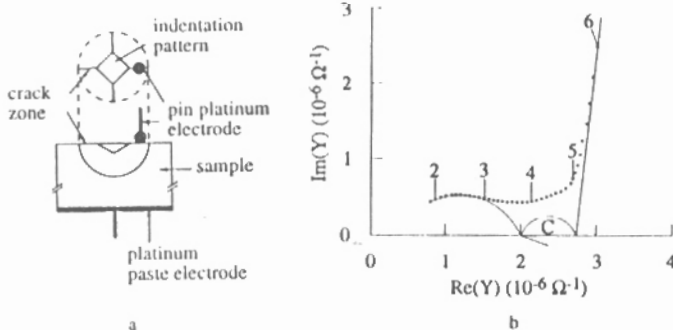 indentation
pattern
crack
zone
pin platinum
electrode
sample
platinum
paste electrode
a
3
2
1
0
Im(Y) (10⁻⁶ Ω⁻¹)
2
3
4
5
6
C
0
1
2
3
4
Re(Y) (10⁻⁶ Ω⁻¹)
b